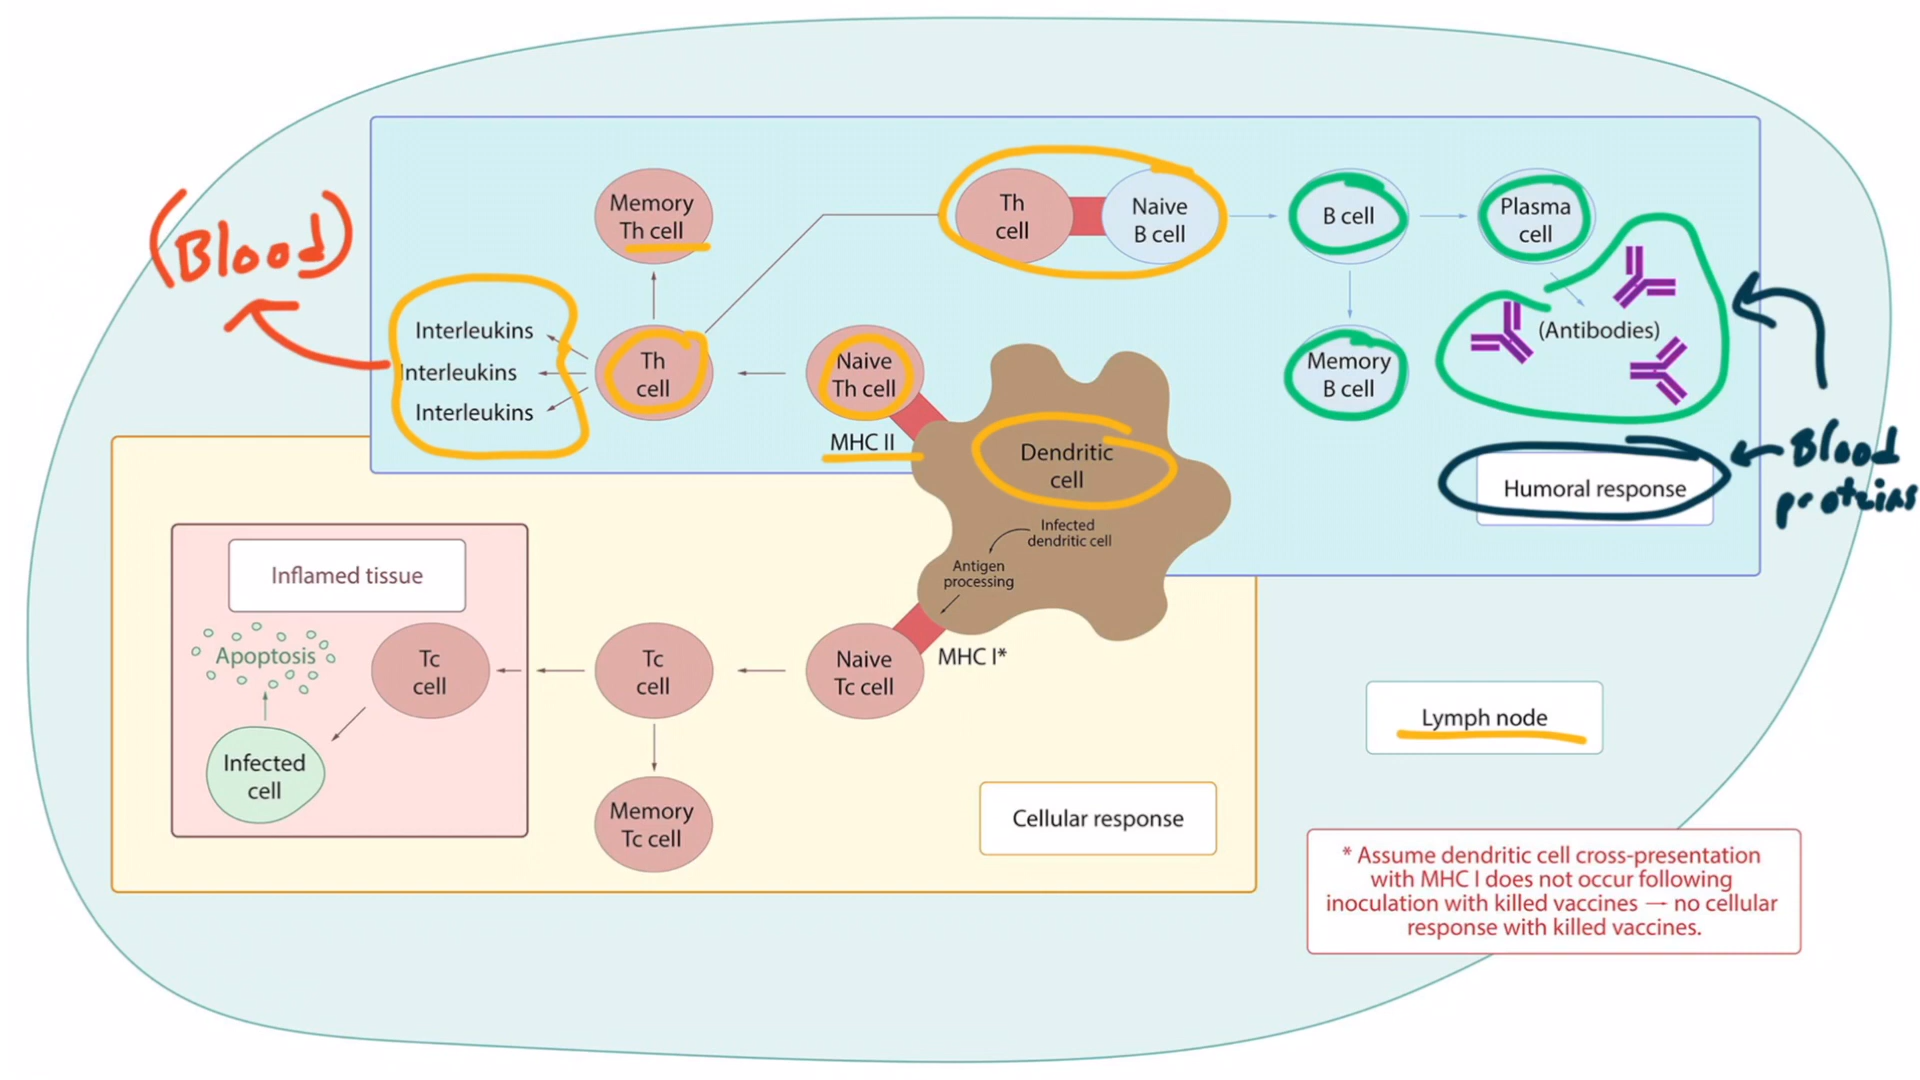 Memory
Th cell
Th
cell
Naive
B cell
B cell
Plasma
cell
(Blood)
Interleukins
Interleukins
Interleukins
Th
cell
Naive
Th cell
MHC II
Memory
B cell
(Antibodies)
Dendritic
cell
Blood
proteins
Humoral response
Infected
dendritic cell
Antigen
processing
Inflamed tissue
Apoptosis
Tc
cell
Tc
cell
Naive
Tc cell
MHC I*
Infected
cell
Memory
Tc cell
Cellular response
Lymph node
* Assume dendritic cell cross-presentation
with MHC I does not occur following
inoculation with killed vaccines → no cellular
response with killed vaccines.